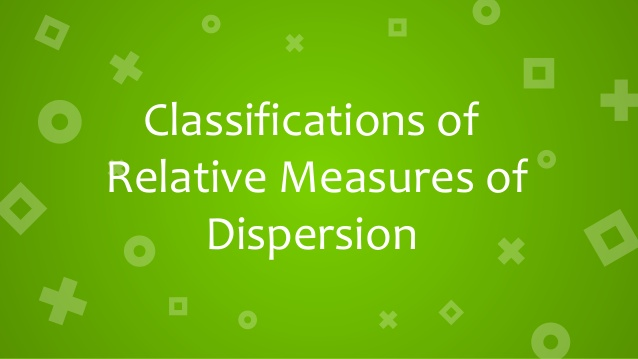 Classifications of
Relative Measures of
Dispersion